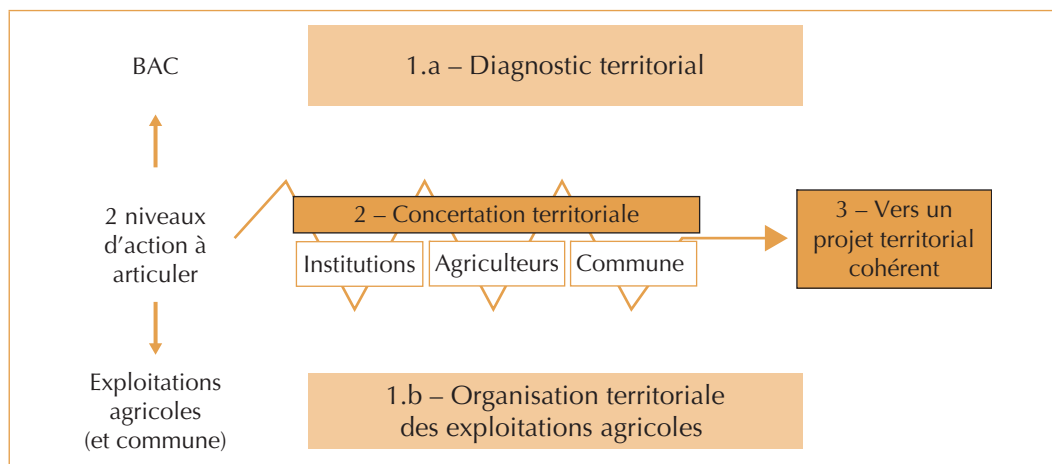 BAC
1.a – Diagnostic territorial
2 niveaux
d’action à
articuler
2 – Concertation territoriale
Institutions
Agriculteurs
Commune
3 – Vers un
projet territorial
cohérent
Exploitations
agricoles
(et commune)
1.b – Organisation territoriale
des exploitations agricoles